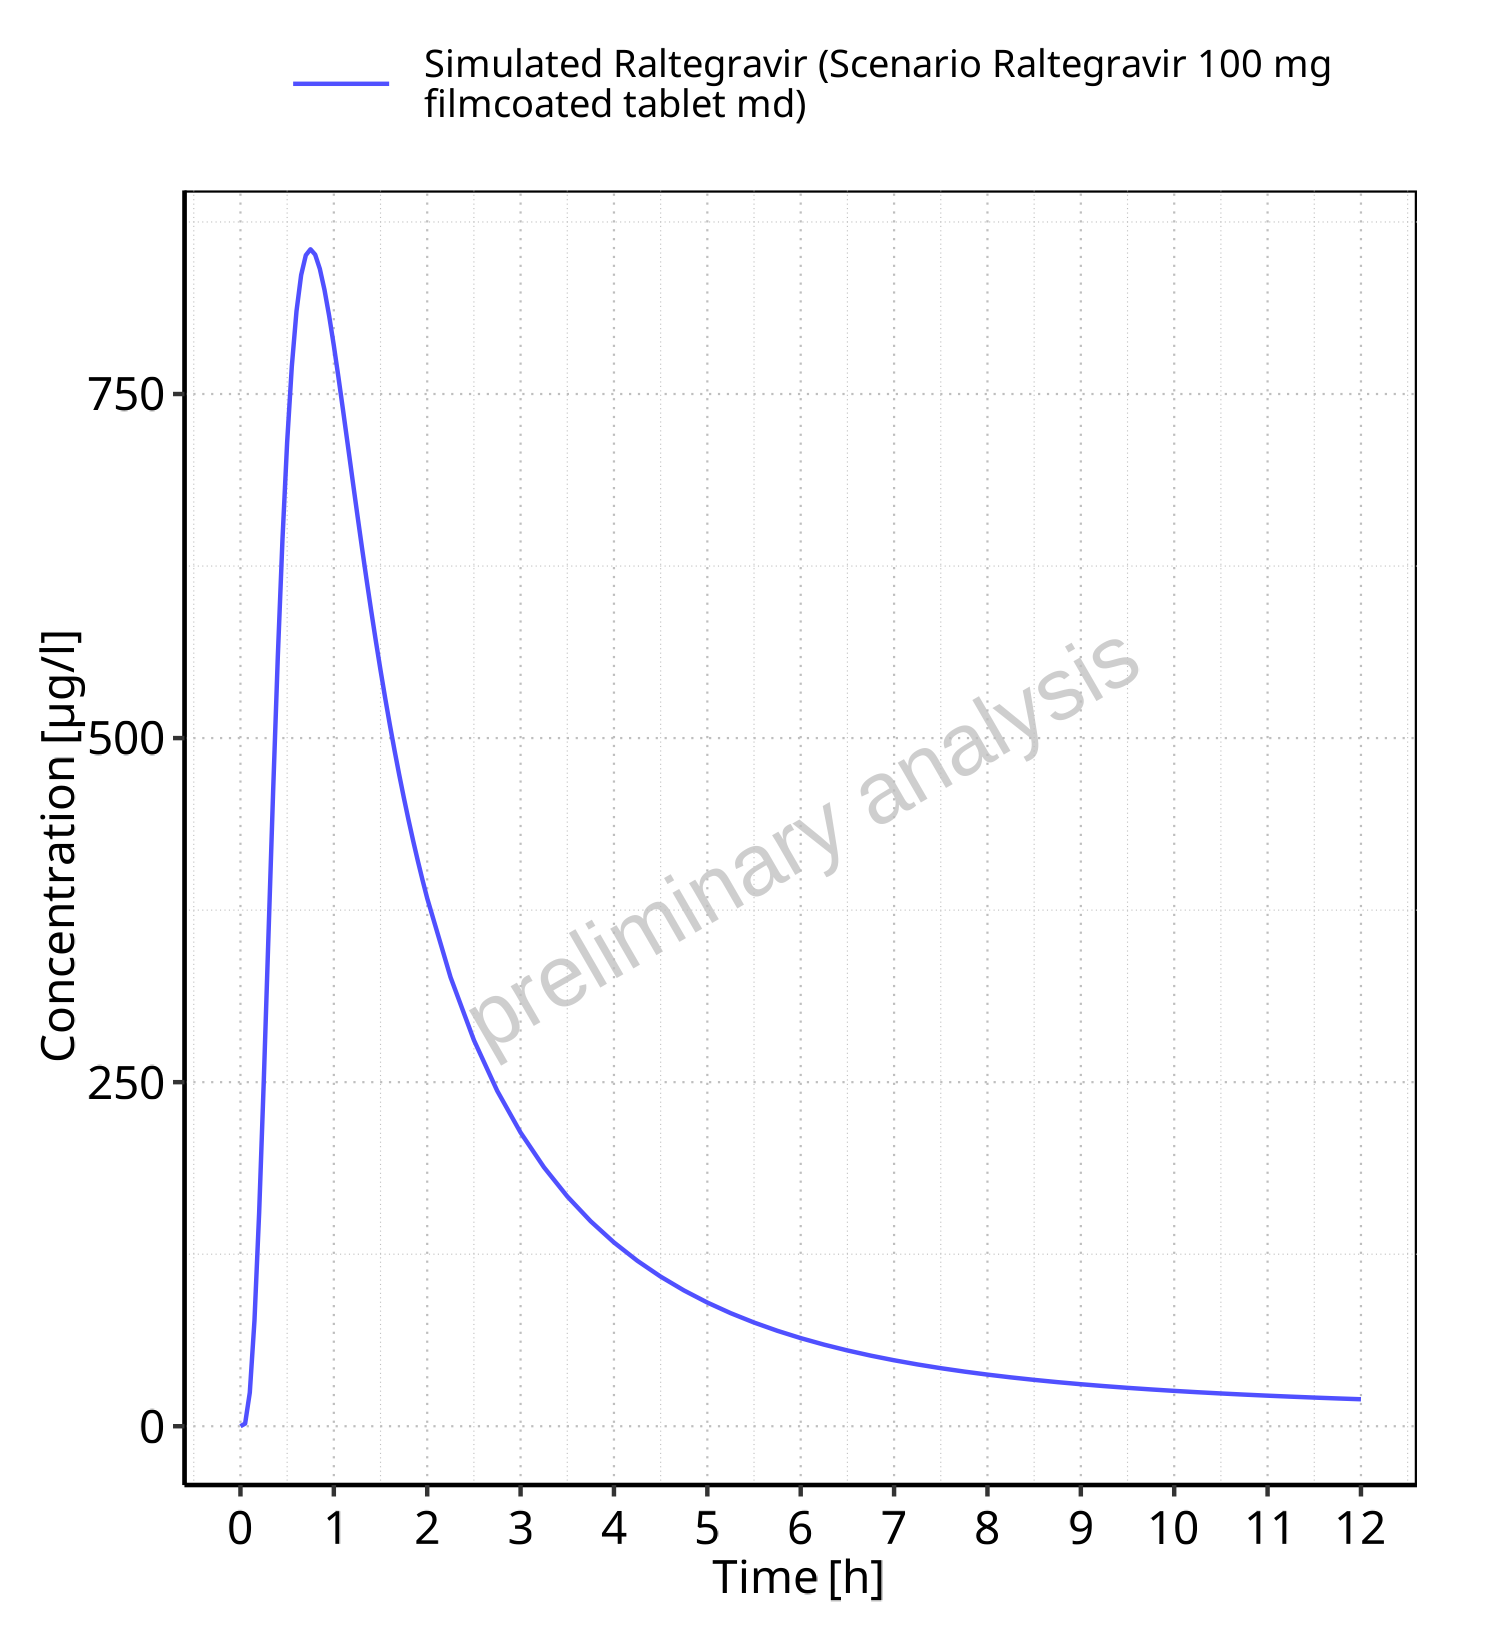 Simulated Raltegravir (Scenario Raltegravir 100 mg
filmcoated tablet md)
Concentration [µg/l]
750
500
250
0
preliminary analysis
0 1 2 3 4 5 6 7 8 9 10 11 12
Time [h]